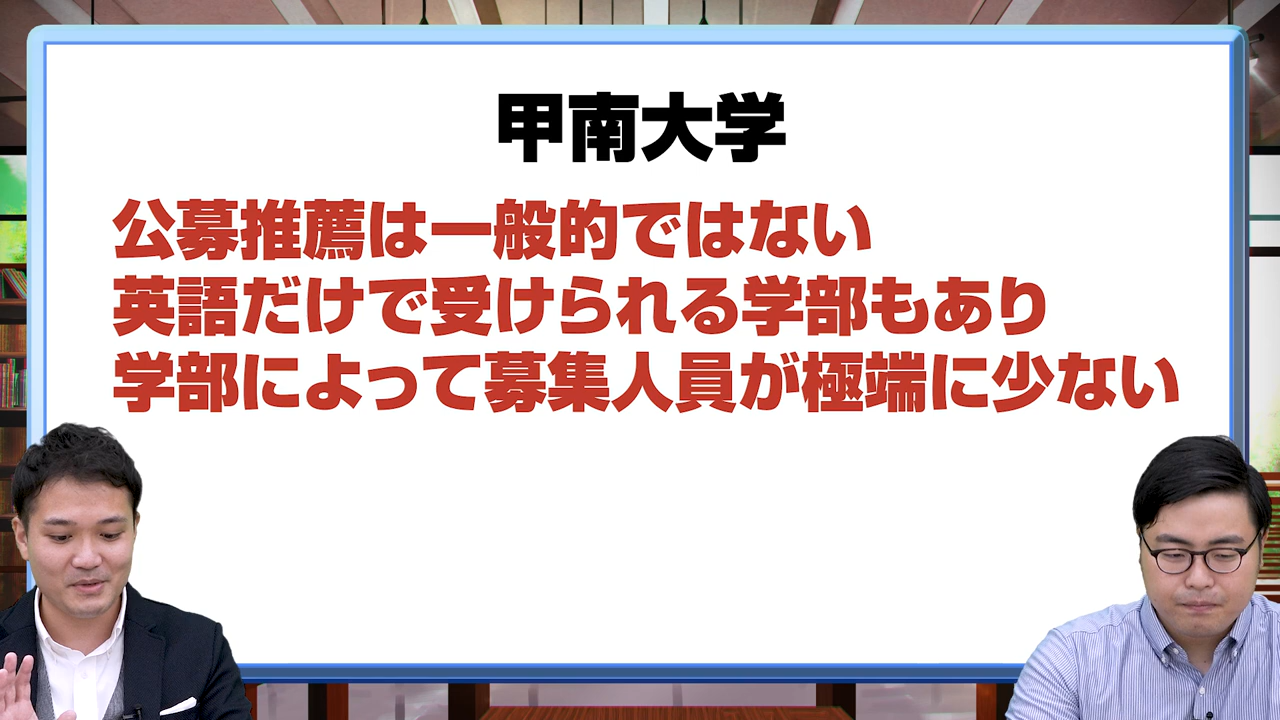 甲南大学
公募推薦は一般的ではない
英語だけで受けられる学部もあり
学部によって募集人員が極端に少ない